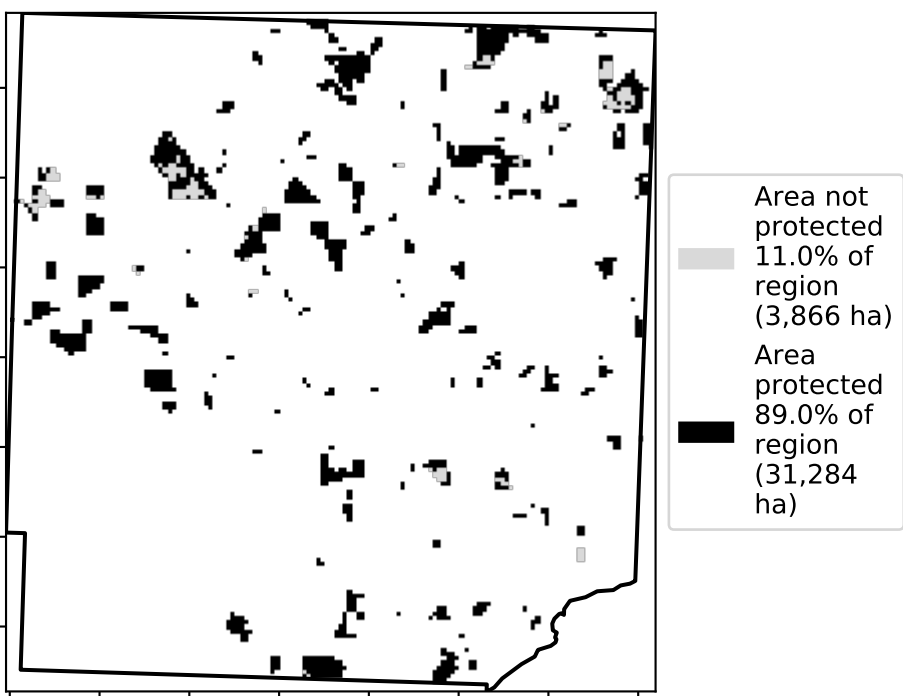 Area not
protected
11.0% of
region
(3,866 ha)
Area
protected
89.0% of
region
(31,284
ha)